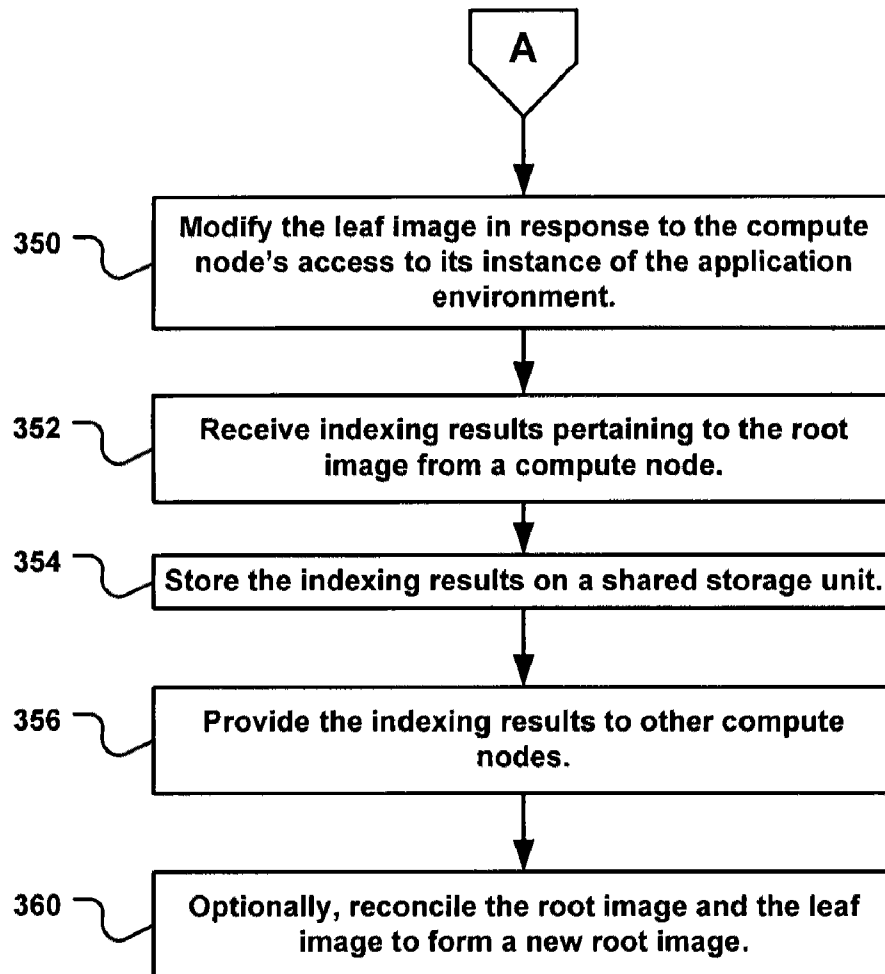 A
350
Modify the leaf image in response to the compute
node's access to its instance of the application
environment.
352
Receive indexing results pertaining to the root
image from a compute node.
354
Store the indexing results on a shared storage unit.
356
Provide the indexing results to other compute
nodes.
360
Optionally, reconcile the root image and the leaf
image to form a new root image.